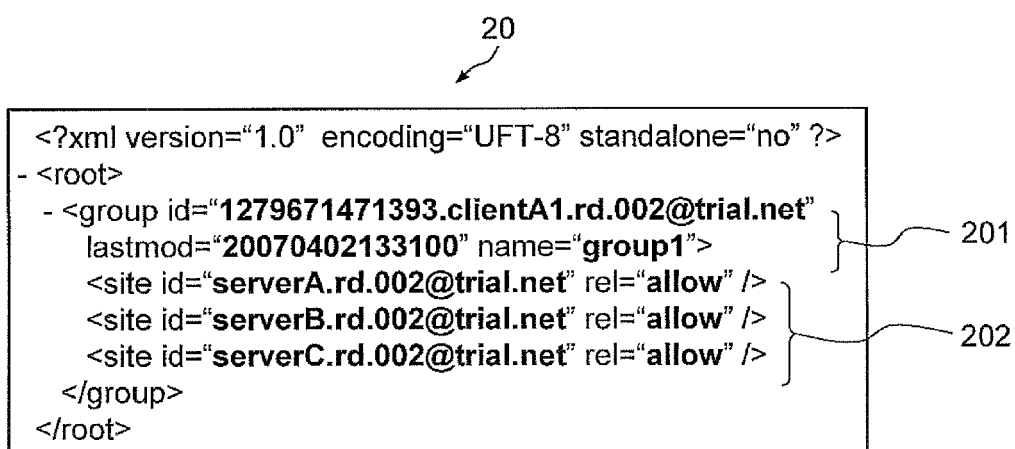 20
<?xml version=“1.0” encoding=“UFT-8” standalone=“no” ?>
- <root>
- <group id=“1279671471393.clientA1.rd.002@trial.net”
lastmod=“20070402133100” name=“group1”>
201
<site id=“serverA.rd.002@trial.net” rel=“allow” />
<site id=“serverB.rd.002@trial.net” rel=“allow” />
<site id=“serverC.rd.002@trial.net” rel=“allow” />
202
</group>
</root>